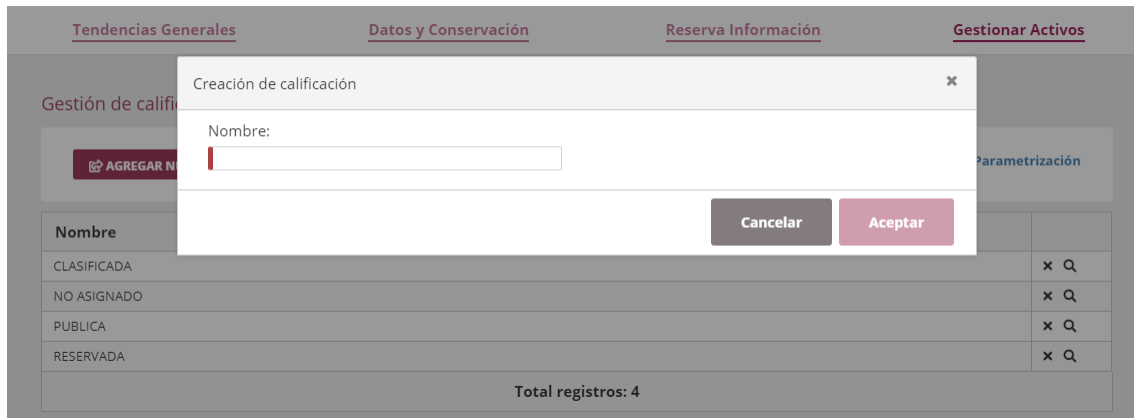 Tendencias Generales
Datos y Conservación
Reserva Información
Gestionar Activos
Creación de calificación
Gestión de
Nombre:
AGREGAR
Parametrización
Cancelar
Aceptar
Nombre
CLASIFICADA
NO ASIGNADO
PUBLICA
RESERVADA
Total registros: 4